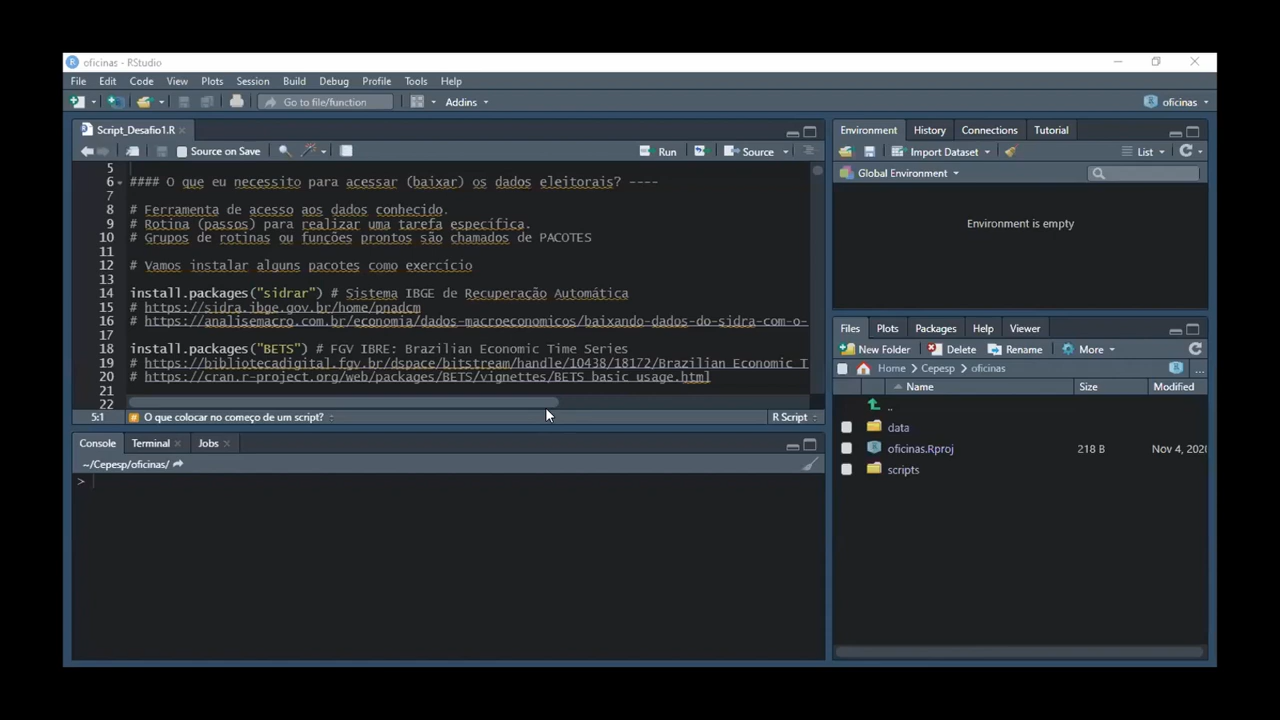 oficinas - RStudio
File Edit Code View Plots Session Build Debug Profile Tools Help
Go to file/function Addins oficinas
Script_Desafio1.R
Source on Save Run Source
5
6 #### O que eu necessito para acessar (baixar) os dados eleitorais? ----
7
8 # Ferramenta de acesso aos dados conhecido.
9 # Rotina (passos) para realizar uma tarefa específica.
10 # Grupos de rotinas ou funções prontos são chamados de PACOTES
11
12 # Vamos instalar alguns pacotes como exercício
13
14 install.packages("sidrar") # Sistema IBGE de Recuperação Automática
15 # https://sidra.ibge.gov.br/home/pnadcm
16 # https://analisemacro.com.br/economia/dados-macroeconomicos/baixando-dados-do-sidra-com-o-
17
18 install.packages("BETS") # FGV IBRE: Brazilian Economic Time Series
19 # https://bibliotecadigital.fgv.br/dspace/bitstream/handle/10438/18172/Brazilian Economic T
20 # https://cran.r-project.org/web/packages/BETS/vignettes/BETS_basic_usage.html
21
22
5:1 # O que colocar no começo de um script? R Script
Console Terminal Jobs
~/Cepesp/oficinas/
>
Environment History Connections Tutorial
Import Dataset List
Global Environment
Environment is empty
Files Plots Packages Help Viewer
New Folder Delete Rename More
Home Cepesp oficinas ...
Name Size Modified
..
data
oficinas.Rproj 218 B Nov 4, 2020
scripts